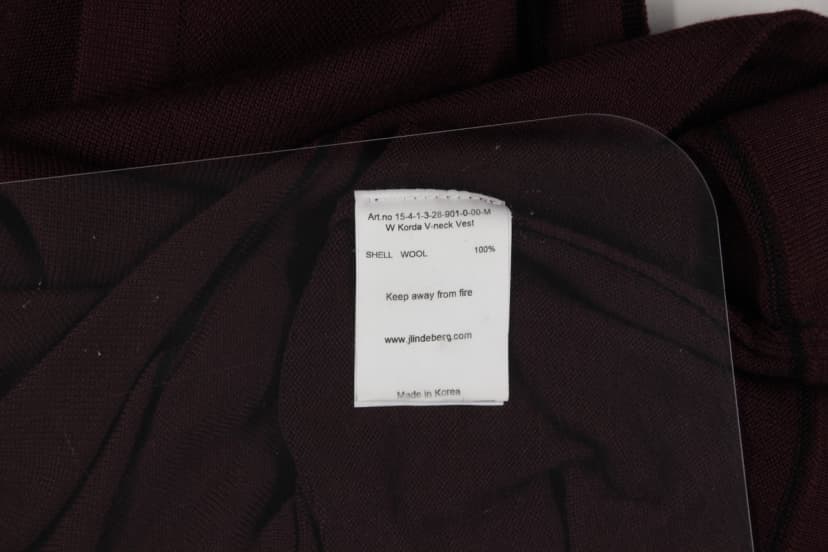 Art.no 15-4-1-3-28-901-0-00-M
W Korda V-neck Vest
SHELL WOOL 100%
Keep away from fire
www.jlindeberg.com
Made in Korea